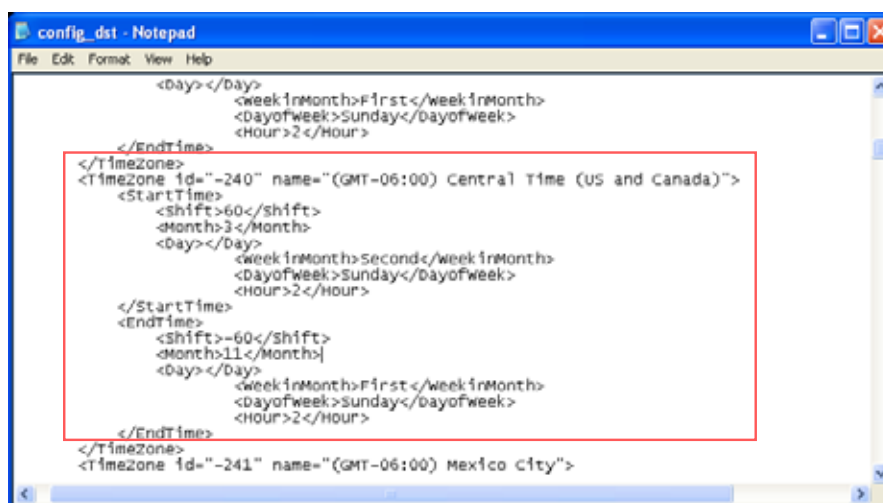 config_dst - Notepad
File Edit Format View Help
<Day></Day>
<WeekinMonth>First</WeekinMonth>
<DayofWeek>Sunday</DayofWeek>
<Hour>2</Hour>
</EndTime>
</TimeZone>
<TimeZone id="-240" name="(GMT-06:00) Central Time (US and Canada)">
<StartTime>
<Shift>60</Shift>
<Month>3</Month>
<Day></Day>
<WeekinMonth>Second</WeekinMonth>
<DayofWeek>Sunday</DayofWeek>
<Hour>2</Hour>
</StartTime>
<EndTime>
<Shift>-60</Shift>
<Month>11</Month>
<Day></Day>
<WeekinMonth>First</WeekinMonth>
<DayofWeek>Sunday</DayofWeek>
<Hour>2</Hour>
</EndTime>
</TimeZone>
<TimeZone id="-241" name="(GMT-06:00) Mexico City">